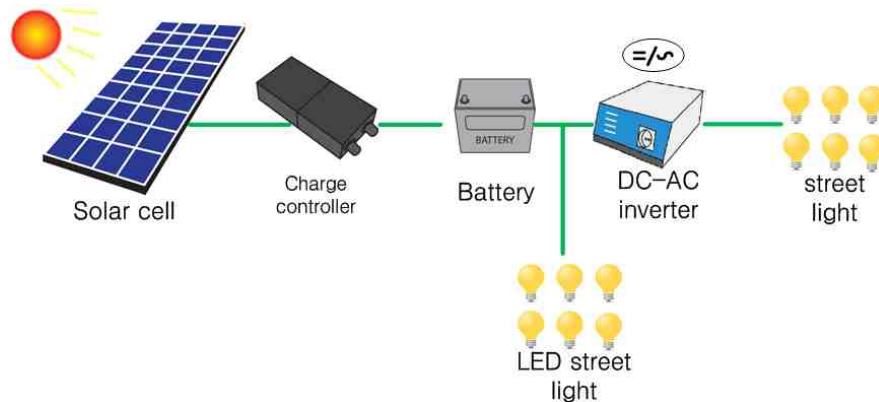 =/∿
BATTERY
Charge
controller
Solar cell
Battery
DC-AC
inverter
street
light
LED street
light